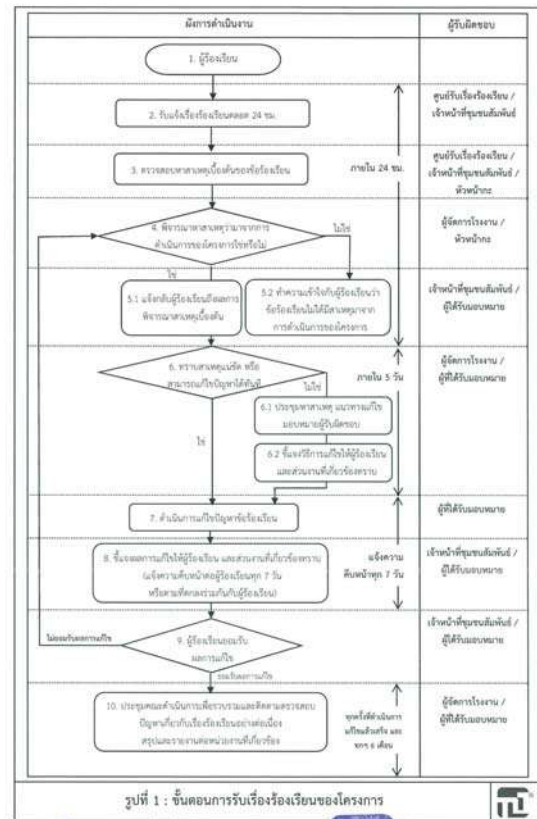 ผังการดำเนินงาน
ผู้รับผิดชอบ
1. ผู้ร้องเรียน
2. รับแจ้งเรื่องร้องเรียนตลอด 24 ชม.
ศูนย์รับเรื่องร้องเรียน /
เจ้าหน้าที่ชุมชนสัมพันธ์
ภายใน 24 ชม.
3. ตรวจสอบหาสาเหตุเบื้องต้นของข้อร้องเรียน
ศูนย์รับเรื่องร้องเรียน /
เจ้าหน้าที่ชุมชนสัมพันธ์ /
หัวหน้ากะ
4. พิจารณาหาสาเหตุว่ามาจากการ
ดำเนินการของโครงการใช่หรือไม่
ไม่ใช่
ใช่
ผู้จัดการโรงงาน /
หัวหน้ากะ
5.1 แจ้งกลับผู้ร้องเรียนถึงผลการ
พิจารณาสาเหตุเบื้องต้น
5.2 ทำความเข้าใจกับผู้ร้องเรียนว่า
ข้อร้องเรียนไม่ได้มีสาเหตุมาจาก
การดำเนินการของโครงการ
เจ้าหน้าที่ชุมชนสัมพันธ์ /
ผู้ได้รับมอบหมาย
6. ทราบสาเหตุแน่ชัด หรือ
สามารถแก้ไขปัญหาได้ทันที
ไม่ใช่
ใช่
ภายใน 5 วัน
ผู้จัดการโรงงาน /
ผู้ที่ได้รับมอบหมาย
6.1 ประชุมหาสาเหตุ แนวทางแก้ไข
มอบหมายผู้รับผิดชอบ
6.2 ชี้แจงวิธีการแก้ไขให้ผู้ร้องเรียน
และส่วนงานที่เกี่ยวข้องทราบ
7. ดำเนินการแก้ไขปัญหาข้อร้องเรียน
ผู้ที่ได้รับมอบหมาย
8. ชี้แจงผลการแก้ไขให้ผู้ร้องเรียน และส่วนงานที่เกี่ยวข้องทราบ
(แจ้งความคืบหน้าต่อผู้ร้องเรียนทุก 7 วัน
หรือตามที่ตกลงร่วมกันกับผู้ร้องเรียน)
แจ้งความ
คืบหน้าทุก 7 วัน
เจ้าหน้าที่ชุมชนสัมพันธ์ /
ผู้ได้รับมอบหมาย
ไม่ยอมรับผลการแก้ไข
9. ผู้ร้องเรียนยอมรับ
ผลการแก้ไข
ยอมรับผลการแก้ไข
เจ้าหน้าที่ชุมชนสัมพันธ์ /
ผู้ได้รับมอบหมาย
10. ประชุมคณะดำเนินการเพื่อรวบรวมและติดตามตรวจสอบ
ปัญหาเกี่ยวกับเรื่องร้องเรียนอย่างต่อเนื่อง
สรุปและรายงานต่อหน่วยงานที่เกี่ยวข้อง
ทุกครั้งที่ดำเนินการ
แก้ไขแล้วเสร็จ และ
ทุกๆ 6 เดือน
ผู้จัดการโรงงาน /
ผู้ได้รับมอบหมาย
รูปที่ 1 : ขั้นตอนการรับเรื่องร้องเรียนของโครงการ